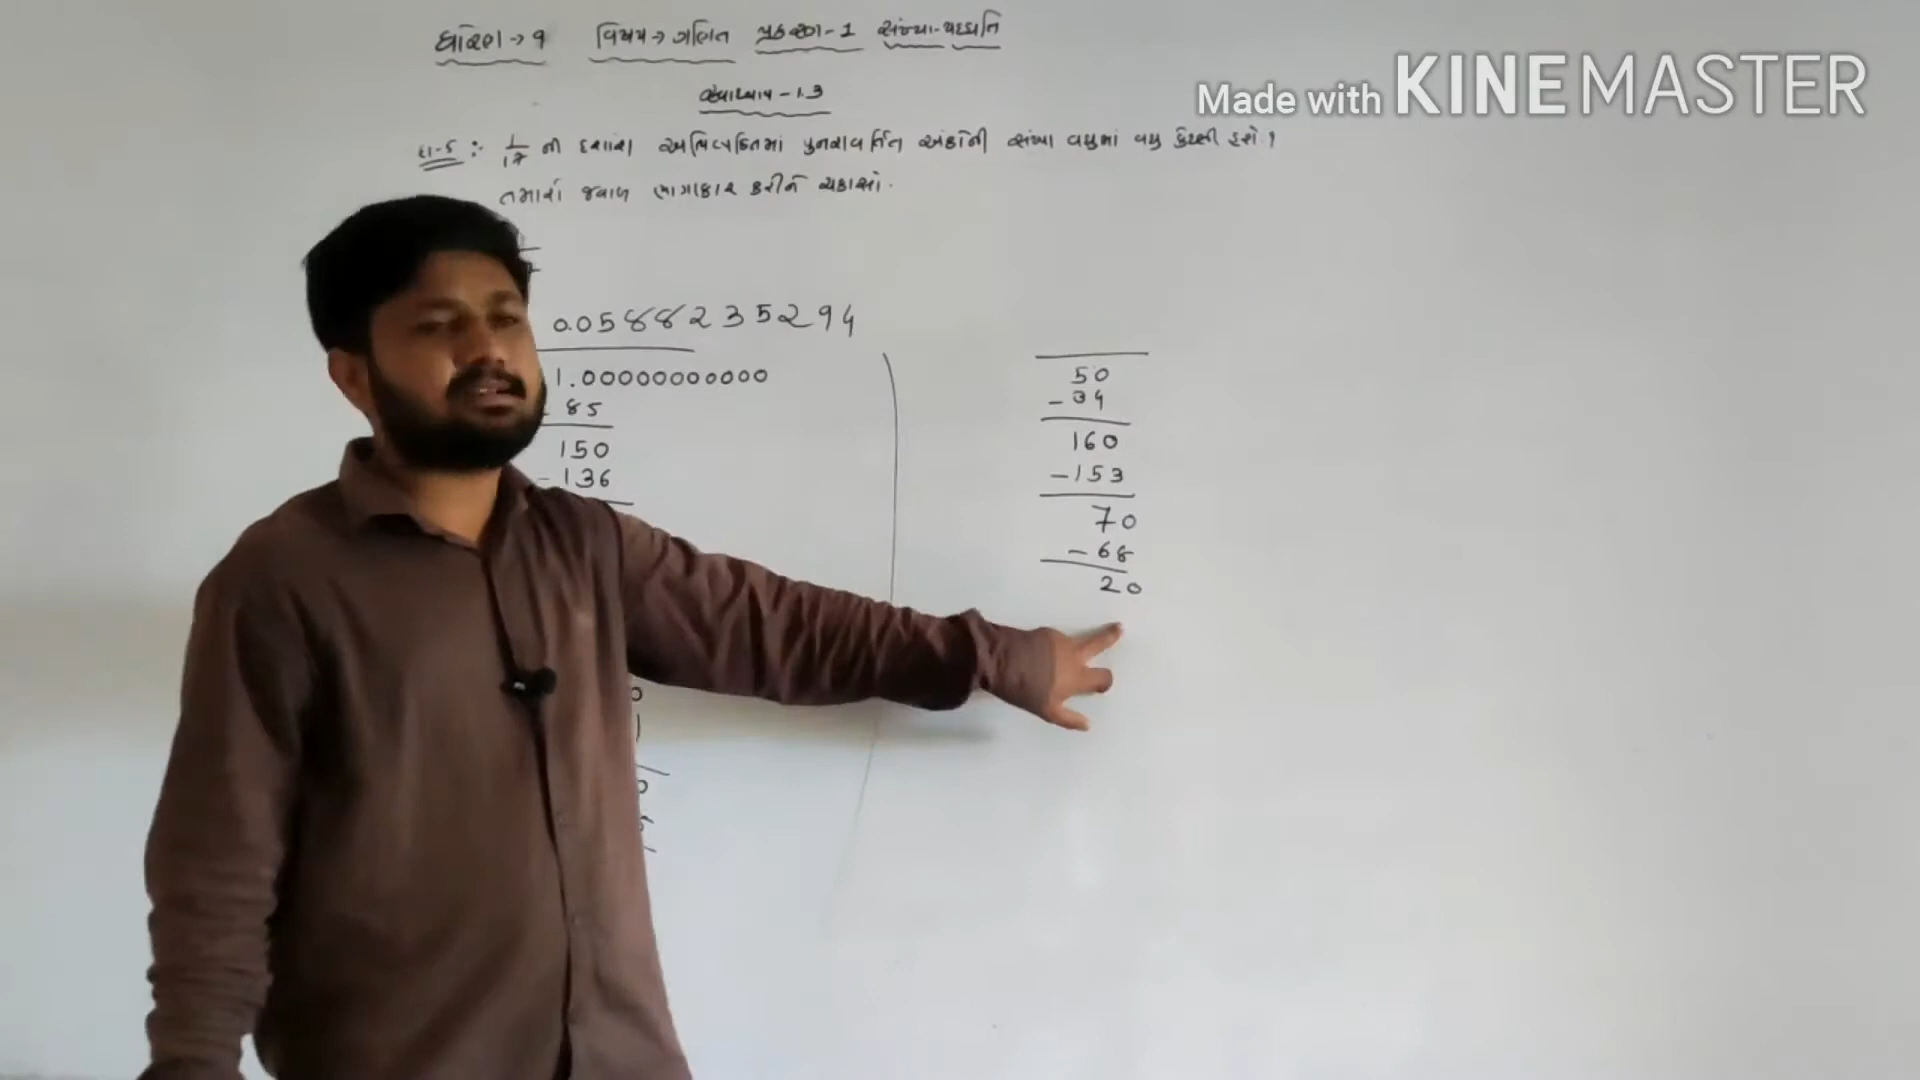 ધોરણ → ૧ વિષય → ગણિત પ્રકરણ - 1 સંખ્યા-પદ્ધતિ
Made with KINEMASTER
સ્વાધ્યાય - 1.3
દા-5 :- 1/17 ની દશાંશ અભિવ્યક્તિમાં પુનરાવર્તિત અંકોની સંખ્યા વધુમાં વધુ કેટલી હશે ?
તમારો જવાબ ભાગાકાર કરીને ચકાસો.
0.0588235294
1.00000000000
85
150
- 136
50
- 34
160
- 153
70
- 68
20